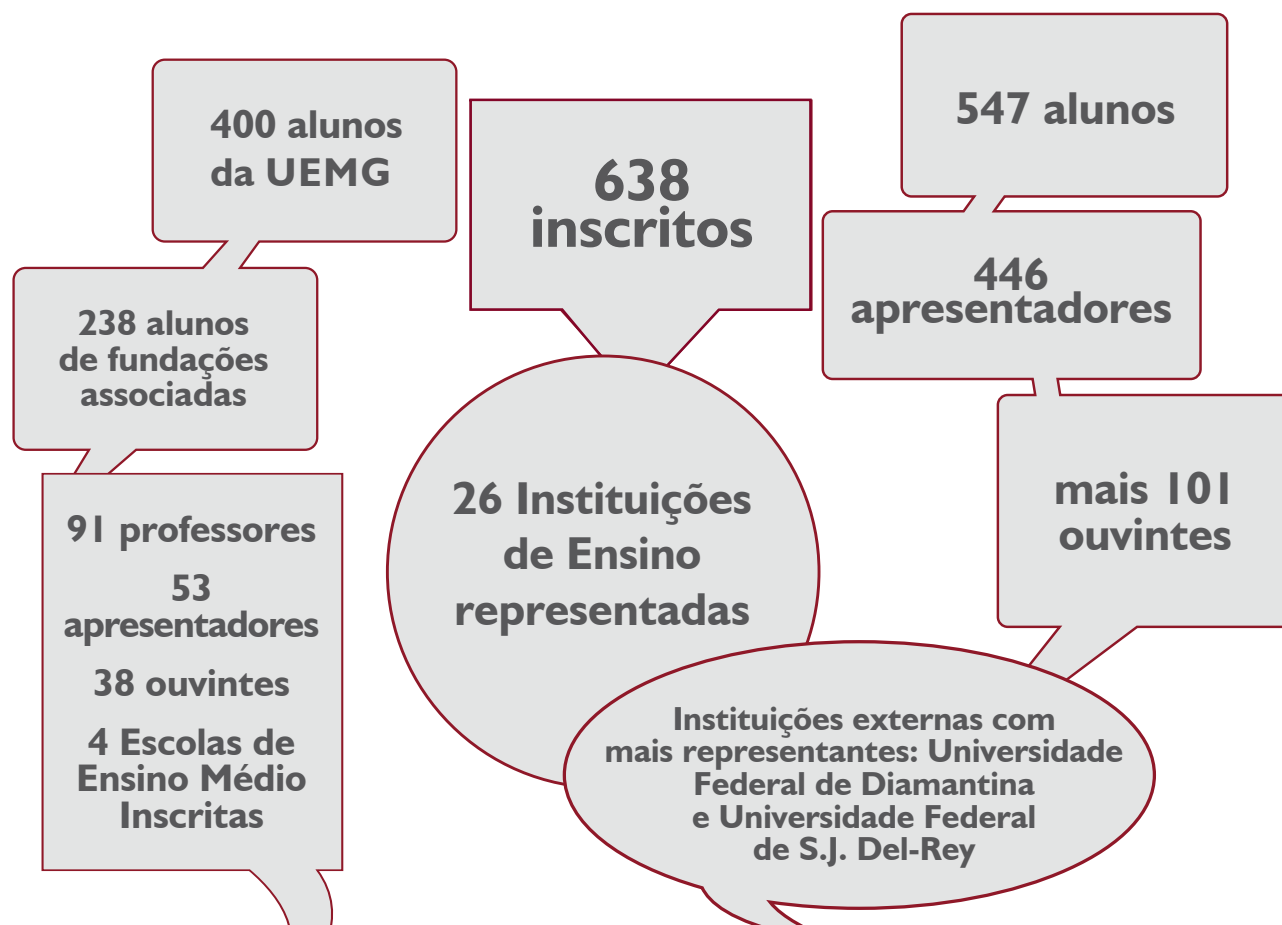 400 alunos
da UEMG
238 alunos
de fundações
associadas
91 professores
53
apresentadores
38 ouvintes
4 Escolas de
Ensino Médio
Inscritas
638
inscritos
26 Instituições
de Ensino
representadas
547 alunos
446
apresentadores
mais 101
ouvintes
Instituições externas com
mais representantes: Universidade
Federal de Diamantina
e Universidade Federal
de S.J. Del-Rey